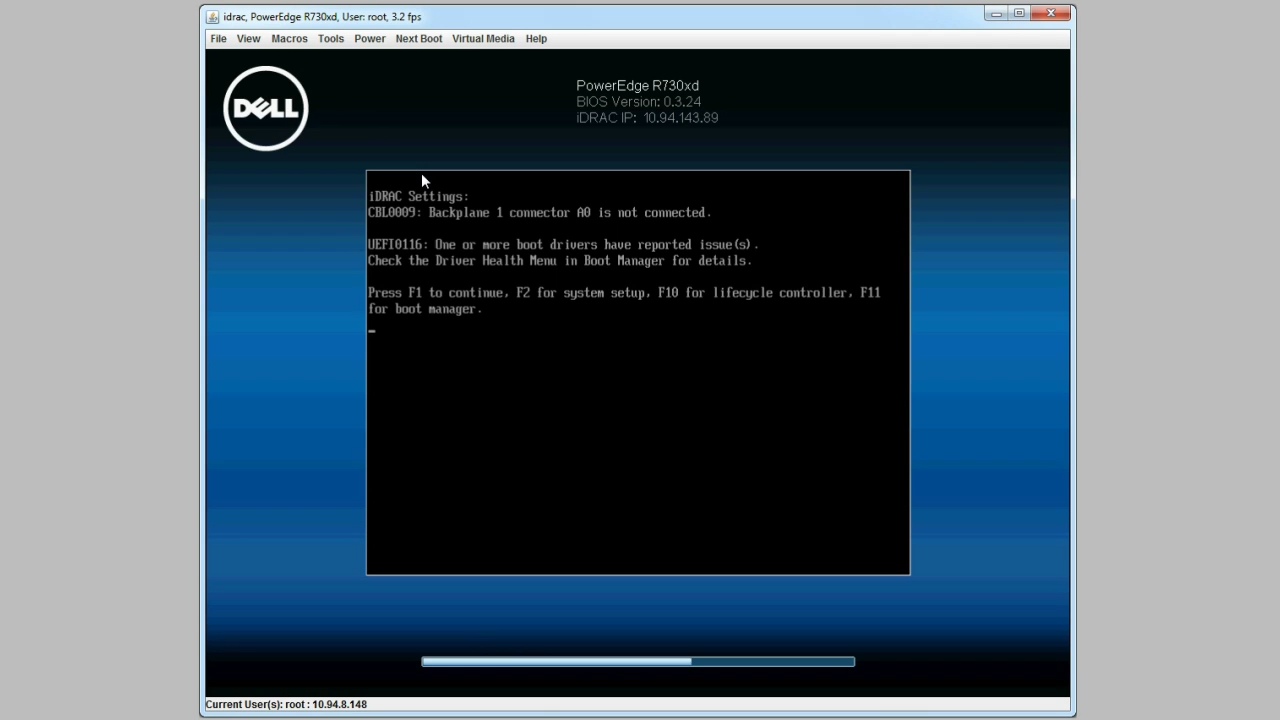 idrac, PowerEdge R730xd, User: root, 3.2 fps
File View Macros Tools Power Next Boot Virtual Media Help
DELL
PowerEdge R730xd
BIOS Version: 0.3.24
iDRAC IP: 10.94.143.89
iDRAC Settings:
CBL0009: Backplane 1 connector A0 is not connected.
UEFI0116: One or more boot drivers have reported issue(s).
Check the Driver Health Menu in Boot Manager for details.
Press F1 to continue, F2 for system setup, F10 for lifecycle controller, F11
for boot manager.
Current User(s): root : 10.94.8.148